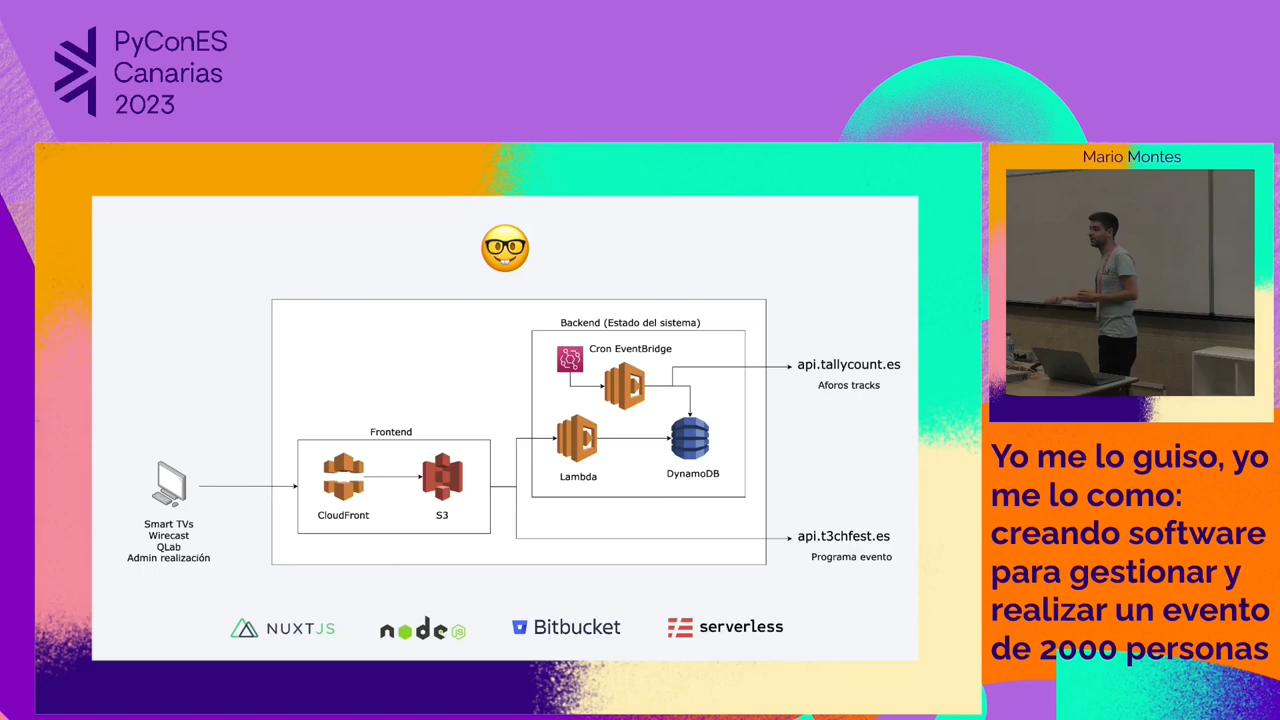 PyConES
Canarias
2023
Mario Montes
Backend (Estado del sistema)
Cron EventBridge
api.tallycount.es
Aforos tracks
Frontend
Lambda
DynamoDB
CloudFront
S3
Smart TVs
Wirecast
QLab
Admin realización
api.t3chfest.es
Programa evento
NUXTJS
node
JS
Bitbucket
serverless
Yo me lo guiso, yo
me lo como:
creando software
para gestionar y
realizar un evento
de 2000 personas